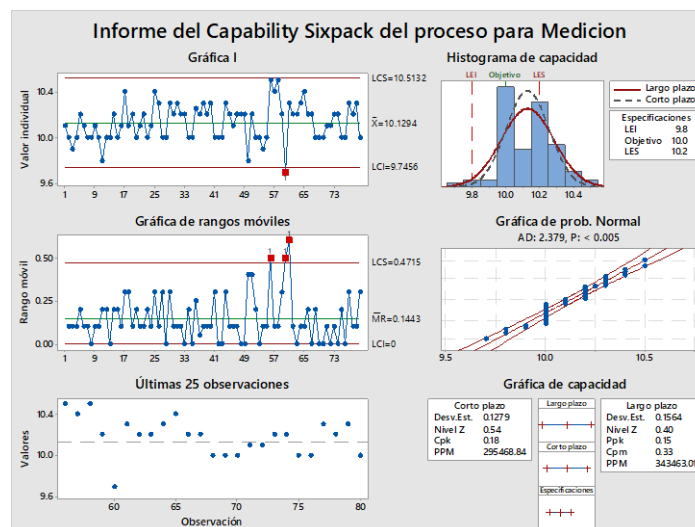 Informe del Capability Sixpack del proceso para Medicion
Gráfica I
Valor individual
10.4
10.0
9.6
LCS=10.5132
X=10.1294
LCI=9.7456
1
1 9 17 25 33 41 49 57 65 73
Histograma de capacidad
LEI Objetivo LES
9.8 10.0 10.2 10.4
Largo plazo
Corto plazo
Especificaciones
LEI 9.8
Objetivo 10.0
LES 10.2
Gráfica de rangos móviles
Rango móvil
0.50
0.25
0.00
1
1
1
LCS=0.4715
MR=0.1443
LCI=0
1 9 17 25 33 41 49 57 65 73
Gráfica de prob. Normal
AD: 2.379, P: < 0.005
9.5 10.0 10.5
Últimas 25 observaciones
Valores
10.4
10.0
9.6
60 65 70 75 80
Observación
Gráfica de capacidad
Corto plazo
Desv.Est. 0.1279
Nivel Z 0.54
Cpk 0.18
PPM 295468.84
Largo plazo
Corto plazo
Especificaciones
Largo plazo
Desv.Est. 0.1564
Nivel Z 0.40
Ppk 0.15
Cpm 0.33
PPM 343463.01